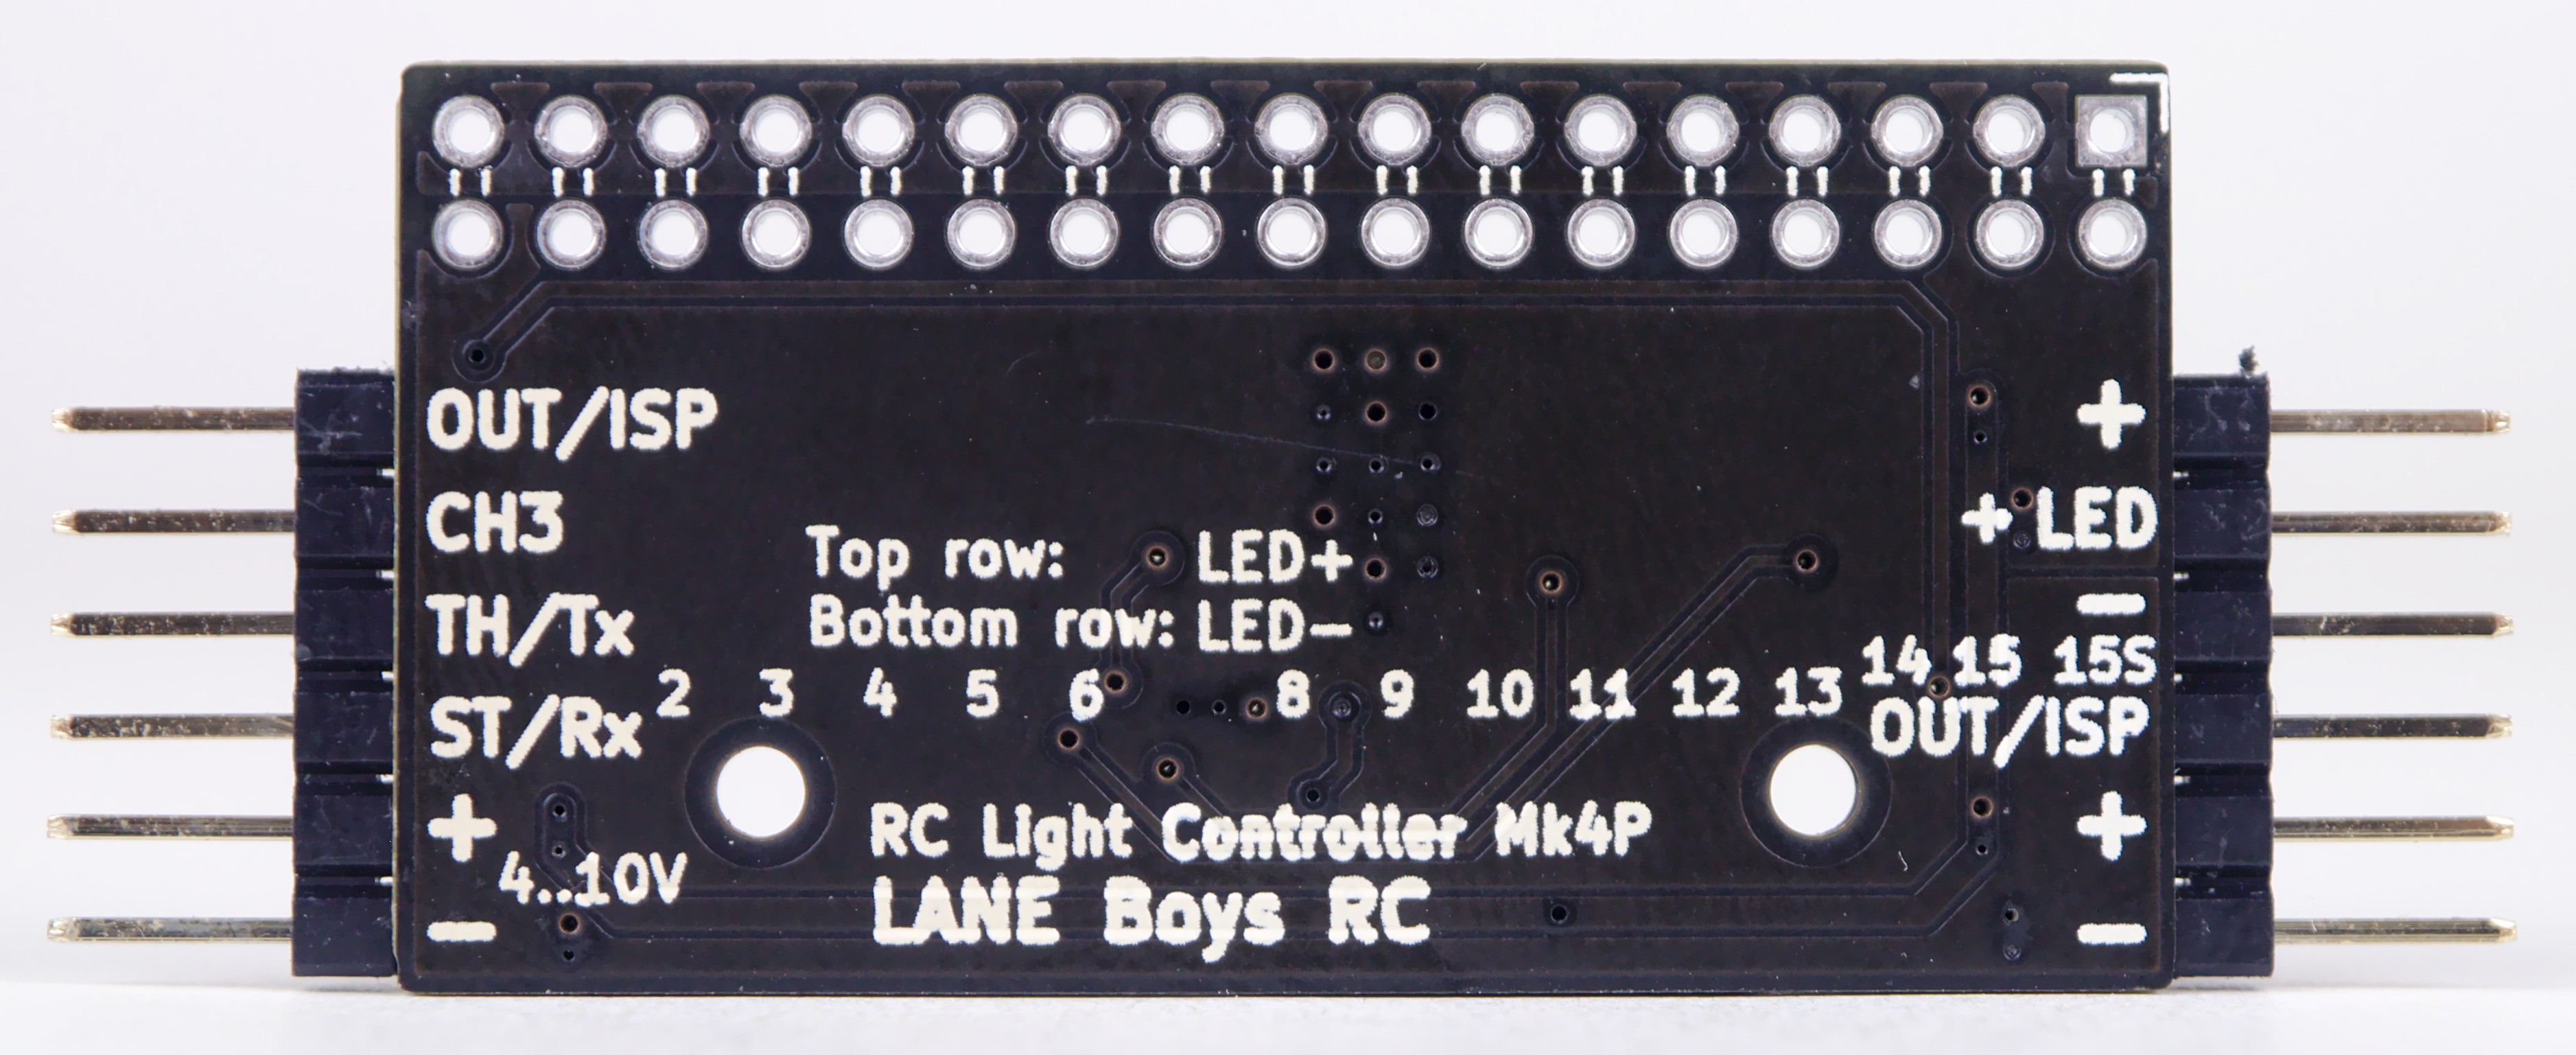 OUT/ISP
CH3
TH/Tx
ST/Rx
+
4..10V
−
Top row: LED+
Bottom row: LED−
2 3 4 5 6 8 9 10 11 12 13 14 15 15S
RC Light Controller Mk4P
LANE Boys RC
+
+LED
−
OUT/ISP
+
−